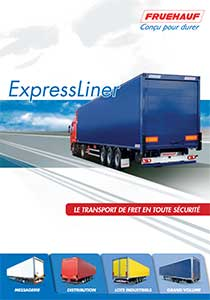 FRUEHAUF
Conçu pour durer
ExpressLiner
LE TRANSPORT DE FRET EN TOUTE SÉCURITÉ
MESSAGERIE DISTRIBUTION LOTS INDUSTRIELS GRAND VOLUME